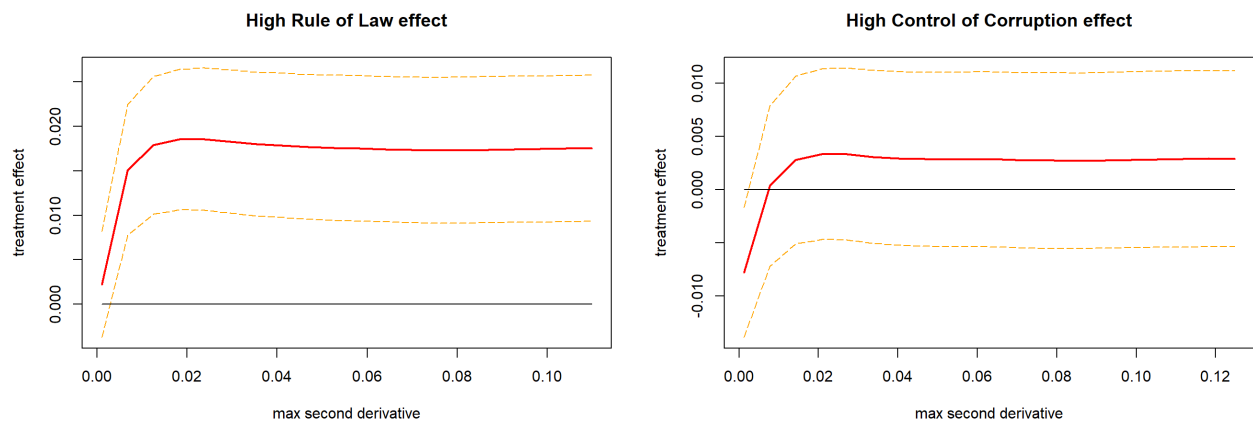 High Rule of Law effect
treatment effect
0.020
0.010
0.000
0.00 0.02 0.04 0.06 0.08 0.10
max second derivative
High Control of Corruption effect
treatment effect
0.010
0.005
0.000
-0.010
0.00 0.02 0.04 0.06 0.08 0.10 0.12
max second derivative